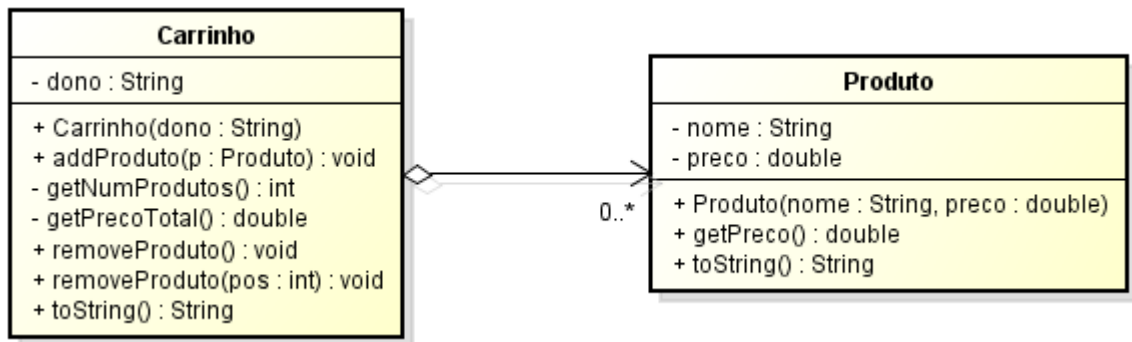 Carrinho
- dono : String
+ Carrinho(dono : String)
+ addProduto(p : Produto) : void
- getNumProdutos() : int
- getPrecoTotal() : double
+ removeProduto() : void
+ removeProduto(pos : int) : void
+ toString() : String
0..*
Produto
- nome : String
- preco : double
+ Produto(nome : String, preco : double)
+ getPreco() : double
+ toString() : String